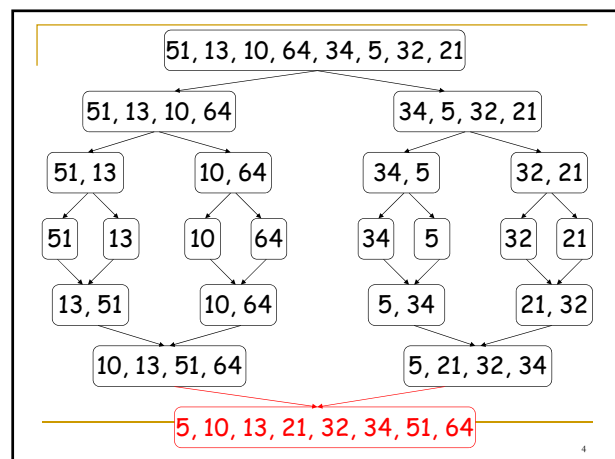 51, 13, 10, 64, 34, 5, 32, 21
51, 13, 10, 64
34, 5, 32, 21
51, 13
10, 64
34, 5
32, 21
51
13
10
64
34
5
32
21
13, 51
10, 64
5, 34
21, 32
10, 13, 51, 64
5, 21, 32, 34
5, 10, 13, 21, 32, 34, 51, 64
4